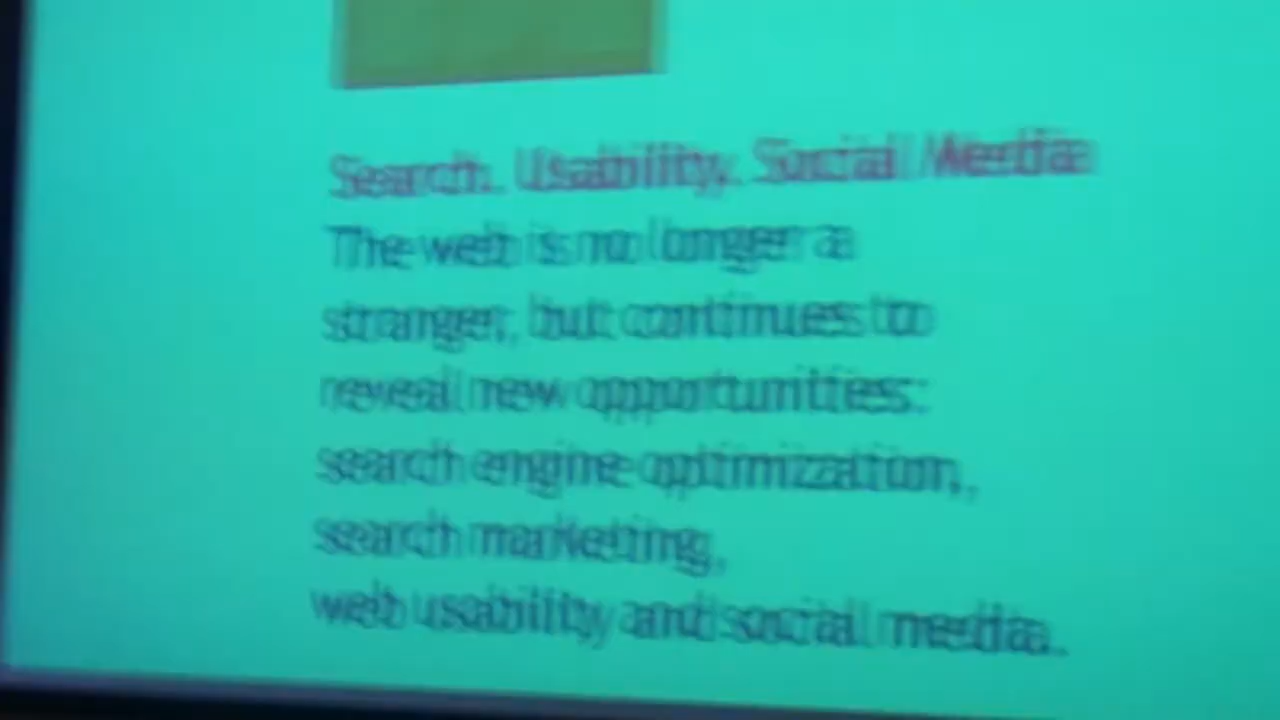 Search. Usability. Social Media
The web is no longer a
stranger, but continues to
reveal new opportunities:
search engine optimization,
search marketing,
web usability and social media.